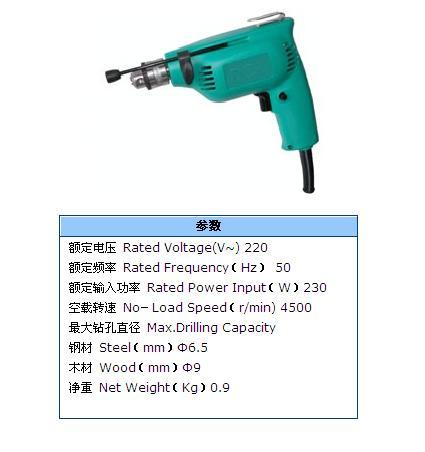 参数
额定电压 Rated Voltage(V~) 220
额定频率 Rated Frequency(Hz) 50
额定输入功率 Rated Power Input(W)230
空载转速 No-Load Speed(r/min) 4500
最大钻孔直径 Max.Drilling Capacity
钢材 Steel(mm)Φ6.5
木材 Wood(mm)Φ9
净重 Net Weight(Kg)0.9